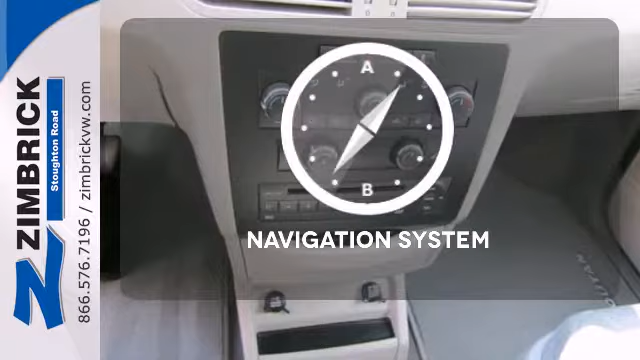 ZIMBRICK
Stoughton Road
866.576.7196 / zimbrickvw.com
A
B
NAVIGATION SYSTEM